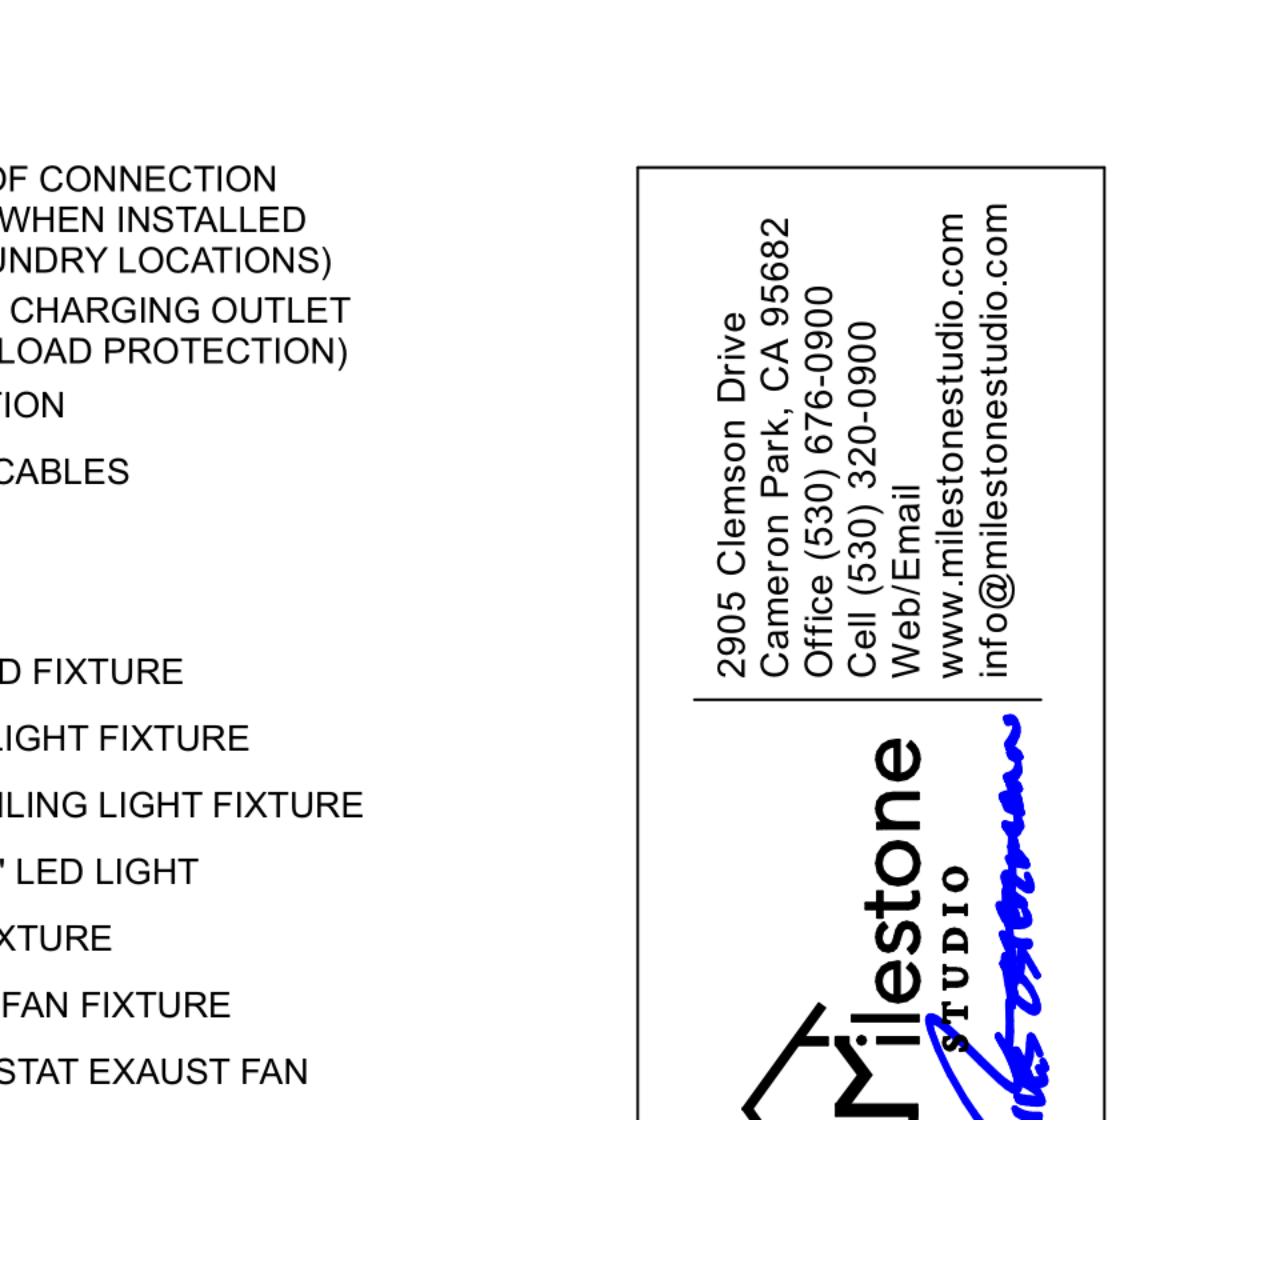 OF CONNECTION
WHEN INSTALLED
UNDRY LOCATIONS)
CHARGING OUTLET
LOAD PROTECTION)
TION
CABLES
D FIXTURE
LIGHT FIXTURE
ILING LIGHT FIXTURE
" LED LIGHT
XTURE
FAN FIXTURE
STAT EXAUST FAN
2905 Clemson Drive
Cameron Park, CA 95682
Office (530) 676-0900
Cell (530) 320-0900
Web/Email
www.milestonestudio.com
info@milestonestudio.com
Milestone
STUDIO